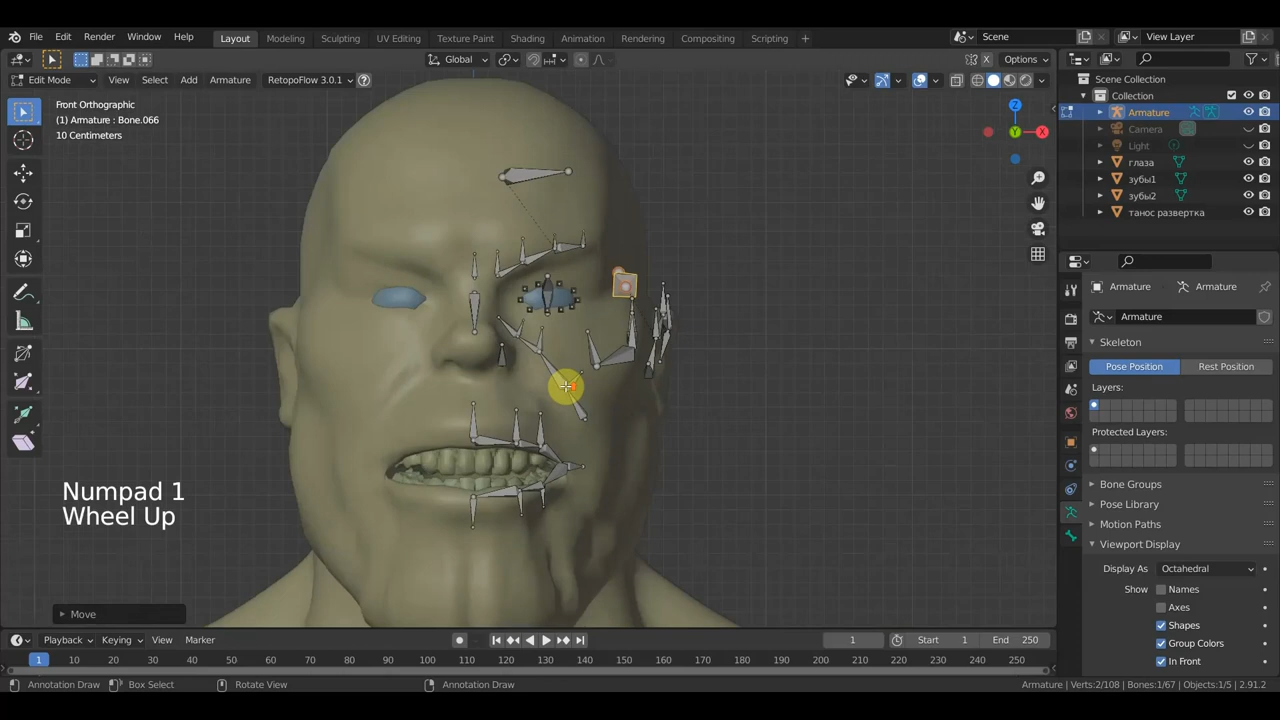 File Edit Render Window Help
Layout Modeling Sculpting UV Editing Texture Paint Shading Animation Rendering Compositing Scripting +
Scene
View Layer
Global
Options
Edit Mode View Select Add Armature RetopoFlow 3.0.1
Front Orthographic
(1) Armature : Bone.066
10 Centimeters
Z
Y
X
X
Numpad 1
Wheel Up
Move
Scene Collection
Collection
Armature
Camera
Light
глаза
зубы1
зубы2
танос развертка
Armature Armature
Armature
Skeleton
Pose Position Rest Position
Layers:
Protected Layers:
Bone Groups
Pose Library
Motion Paths
Viewport Display
Display As Octahedral
Show Names
Axes
Shapes
Group Colors
In Front
Playback Keying View Marker
1 Start 1 End 250
1 10 20 30 40 50 60 70 80 90 100 110 120 130 140 150 160 170 180 190 200 210 220 230 240 250
Annotation Draw Box Select Rotate View Annotation Draw
Armature | Verts:2/108 | Bones:1/67 | Objects:1/5 | 2.91.2